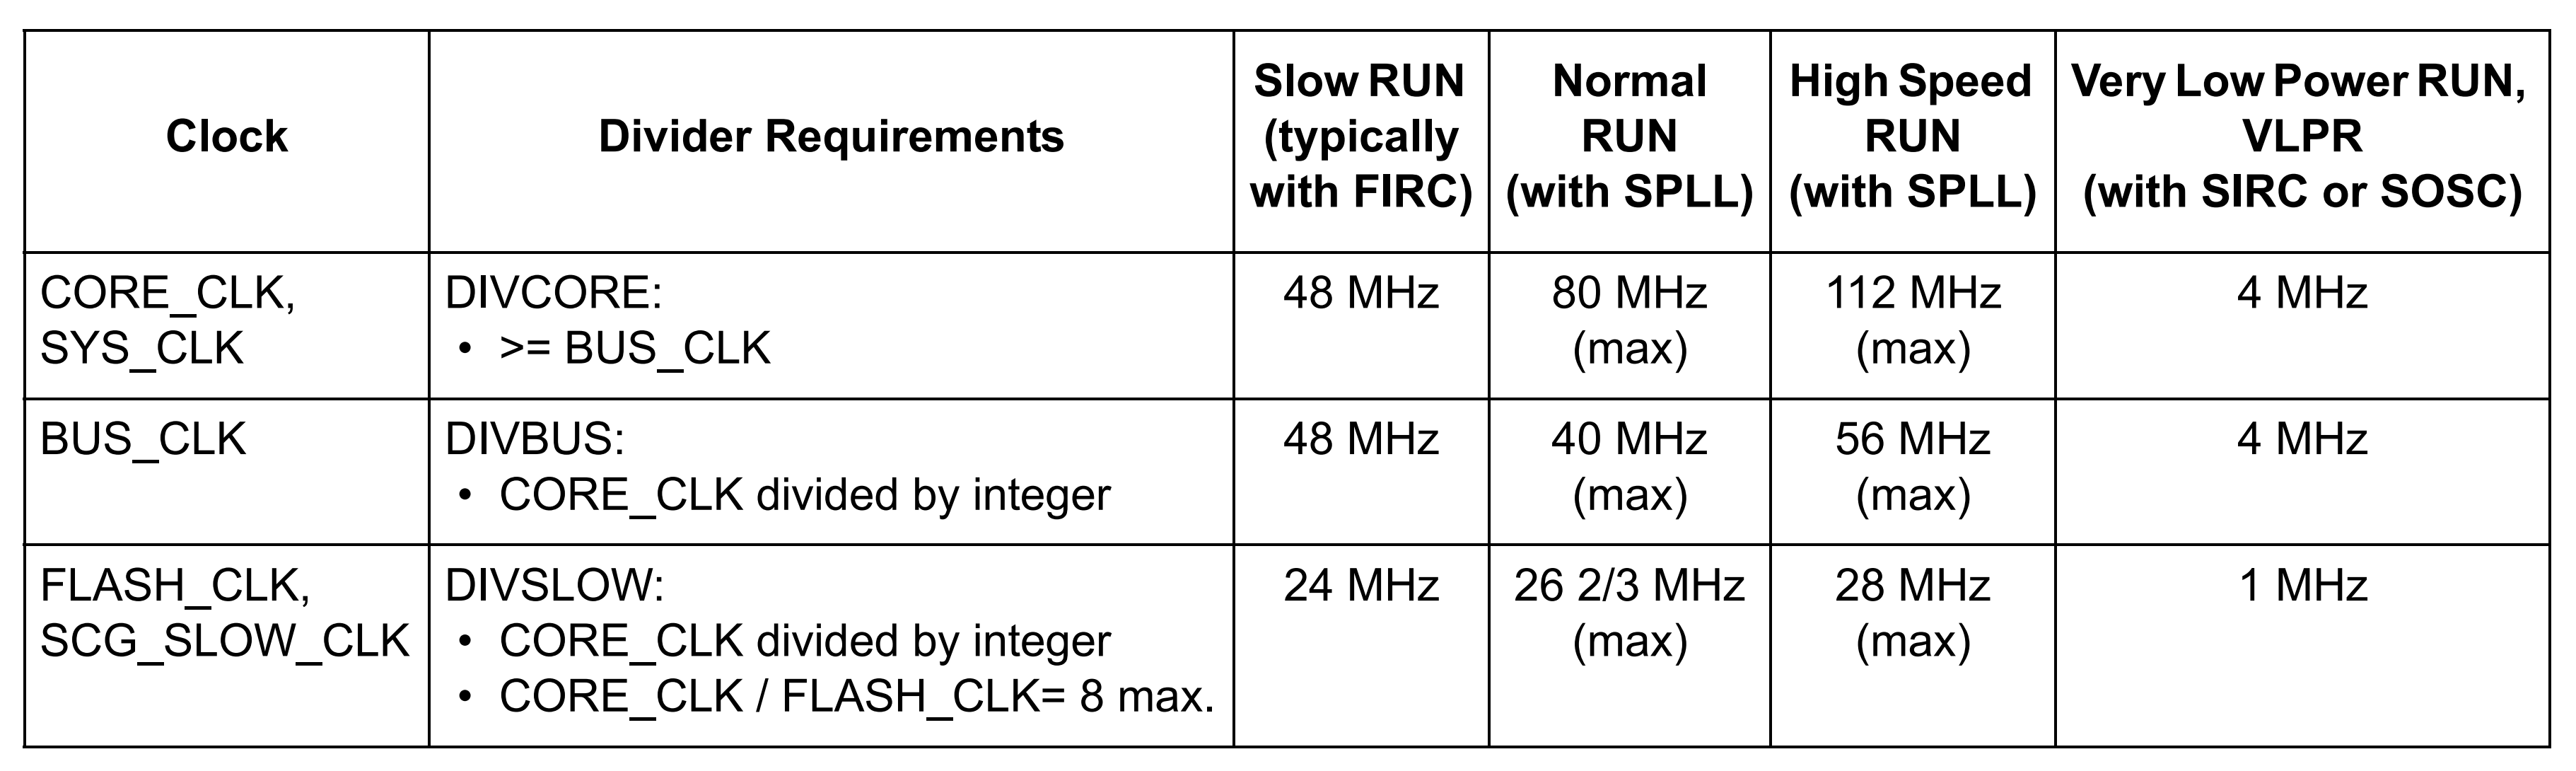 Clock
Divider Requirements
Slow RUN
(typically
with FIRC)
Normal
RUN
(with SPLL)
High Speed
RUN
(with SPLL)
Very Low Power RUN,
VLPR
(with SIRC or SOSC)
CORE_CLK,
SYS_CLK
DIVCORE:
• >= BUS_CLK
48 MHz
80 MHz
(max)
112 MHz
(max)
4 MHz
BUS_CLK
DIVBUS:
• CORE_CLK divided by integer
48 MHz
40 MHz
(max)
56 MHz
(max)
4 MHz
FLASH_CLK,
SCG_SLOW_CLK
DIVSLOW:
• CORE_CLK divided by integer
• CORE_CLK / FLASH_CLK= 8 max.
24 MHz
26 2/3 MHz
(max)
28 MHz
(max)
1 MHz